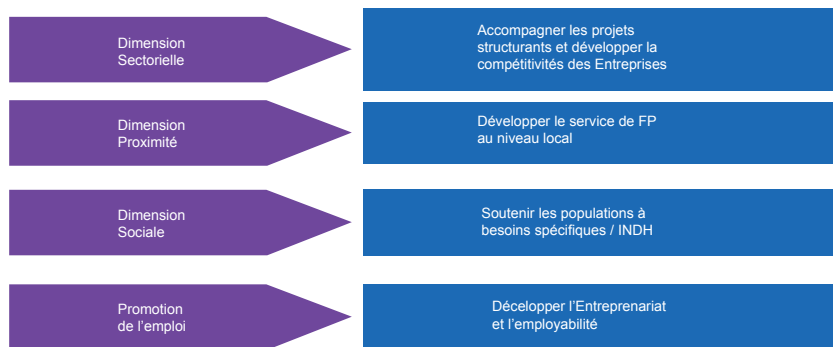 Dimension
Sectorielle
Accompagner les projets
structurants et développer la
compétitivités des Entreprises
Dimension
Proximité
Développer le service de FP
au niveau local
Dimension
Sociale
Soutenir les populations à
besoins spécifiques / INDH
Promotion
de l’emploi
Décelopper l’Entreprenariat
et l’employabilité